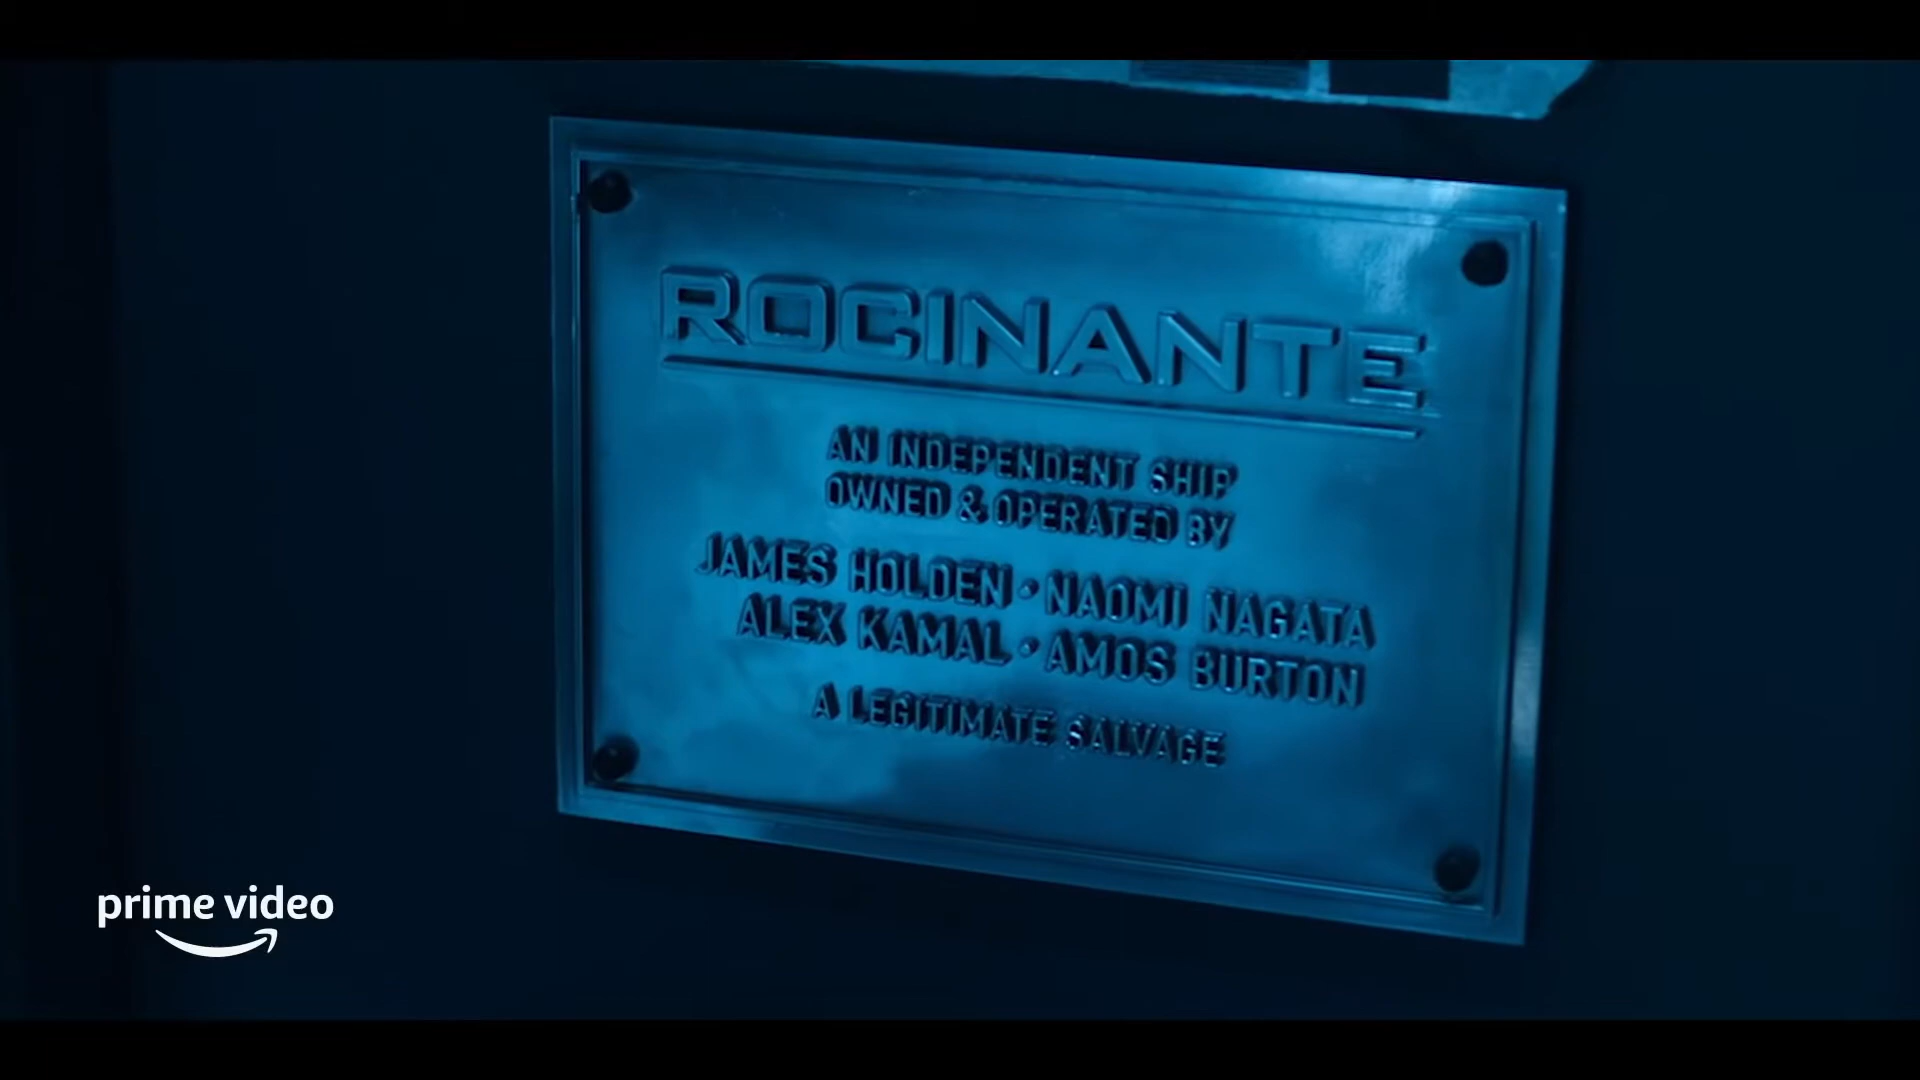 ROCINANTE
AN INDEPENDENT SHIP
OWNED & OPERATED BY
JAMES HOLDEN • NAOMI NAGATA
ALEX KAMAL • AMOS BURTON
A LEGITIMATE SALVAGE
prime video